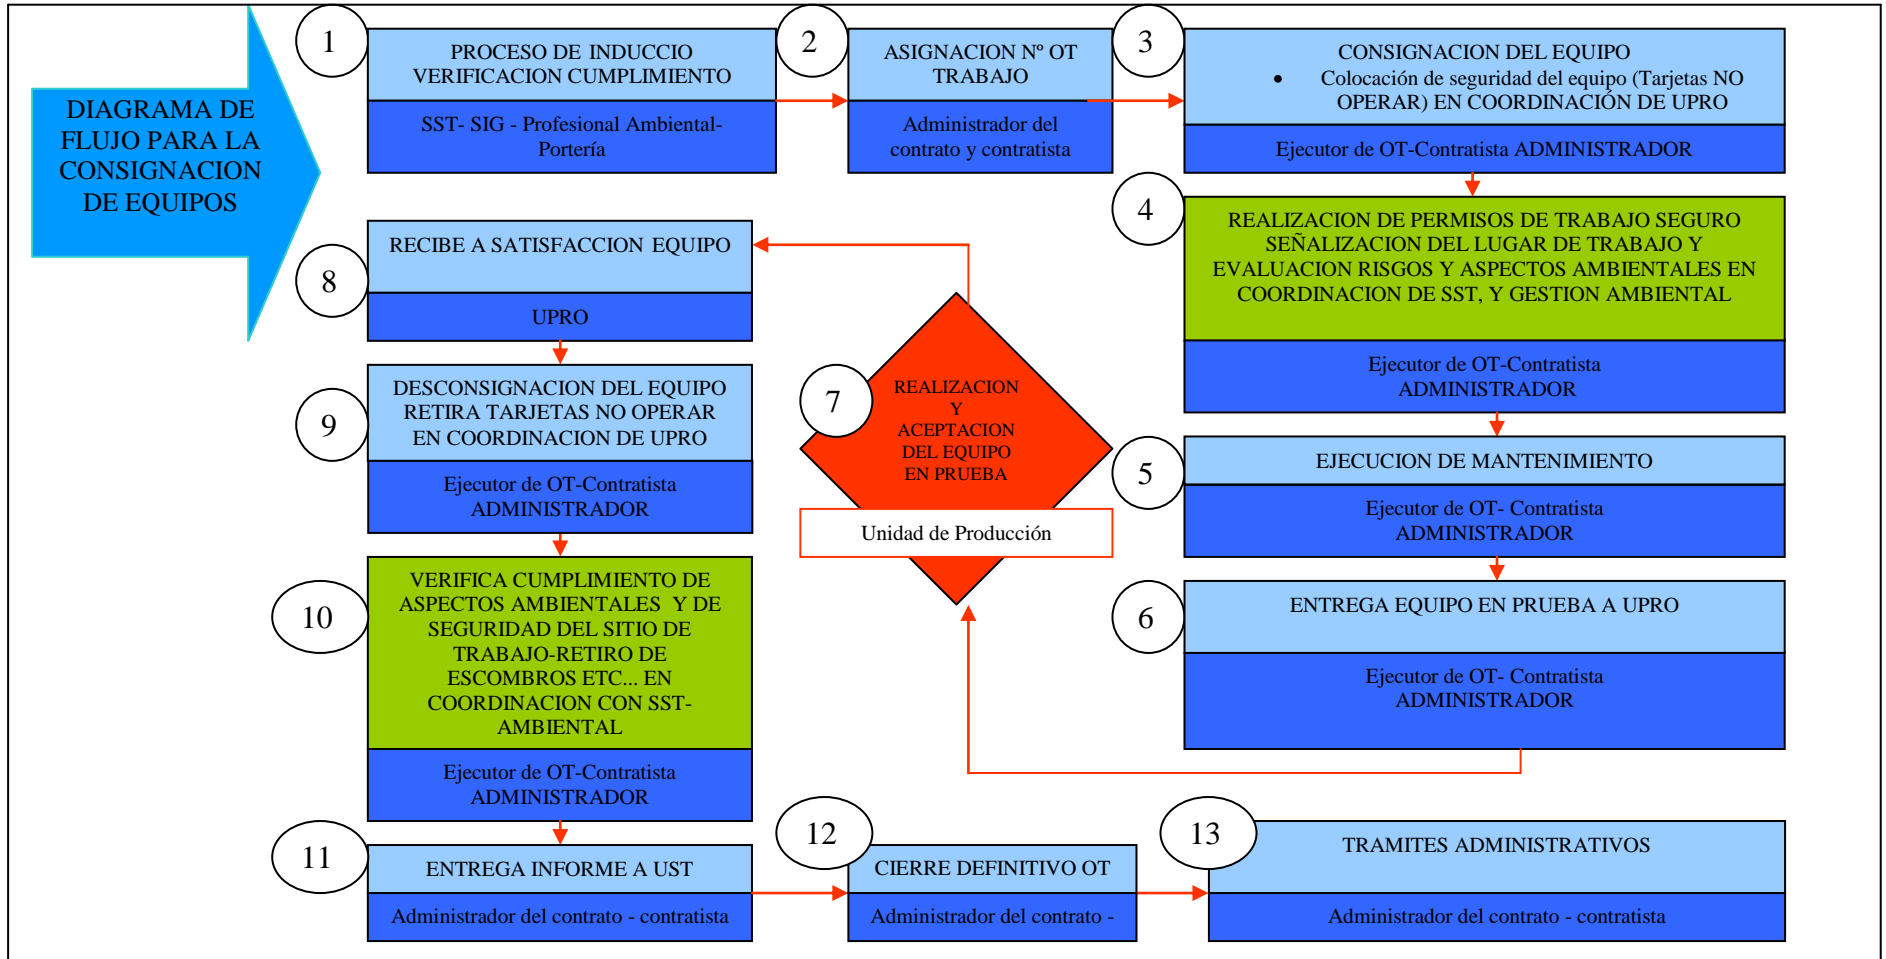 DIAGRAMA DE
FLUJO PARA LA
CONSIGNACION
DE EQUIPOS
1
PROCESO DE INDUCCIO
VERIFICACION CUMPLIMIENTO
SST- SIG - Profesional Ambiental-
Portería
2
ASIGNACION Nº OT
TRABAJO
Administrador del
contrato y contratista
3
CONSIGNACION DEL EQUIPO
• Colocación de seguridad del equipo (Tarjetas NO
OPERAR) EN COORDINACIÓN DE UPRO
Ejecutor de OT-Contratista ADMINISTRADOR
4
REALIZACION DE PERMISOS DE TRABAJO SEGURO
SEÑALIZACION DEL LUGAR DE TRABAJO Y
EVALUACION RISGOS Y ASPECTOS AMBIENTALES EN
COORDINACION DE SST, Y GESTION AMBIENTAL
Ejecutor de OT-Contratista
ADMINISTRADOR
5
EJECUCION DE MANTENIMIENTO
Ejecutor de OT- Contratista
ADMINISTRADOR
6
ENTREGA EQUIPO EN PRUEBA A UPRO
Ejecutor de OT- Contratista
ADMINISTRADOR
7
REALIZACION
Y
ACEPTACION
DEL EQUIPO
EN PRUEBA
Unidad de Producción
8
RECIBE A SATISFACCION EQUIPO
UPRO
9
DESCONSIGNACION DEL EQUIPO
RETIRA TARJETAS NO OPERAR
EN COORDINACION DE UPRO
Ejecutor de OT-Contratista
ADMINISTRADOR
10
VERIFICA CUMPLIMIENTO DE
ASPECTOS AMBIENTALES Y DE
SEGURIDAD DEL SITIO DE
TRABAJO-RETIRO DE
ESCOMBROS ETC... EN
COORDINACION CON SST-
AMBIENTAL
Ejecutor de OT-Contratista
ADMINISTRADOR
11
ENTREGA INFORME A UST
Administrador del contrato - contratista
12
CIERRE DEFINITIVO OT
Administrador del contrato -
13
TRAMITES ADMINISTRATIVOS
Administrador del contrato - contratista